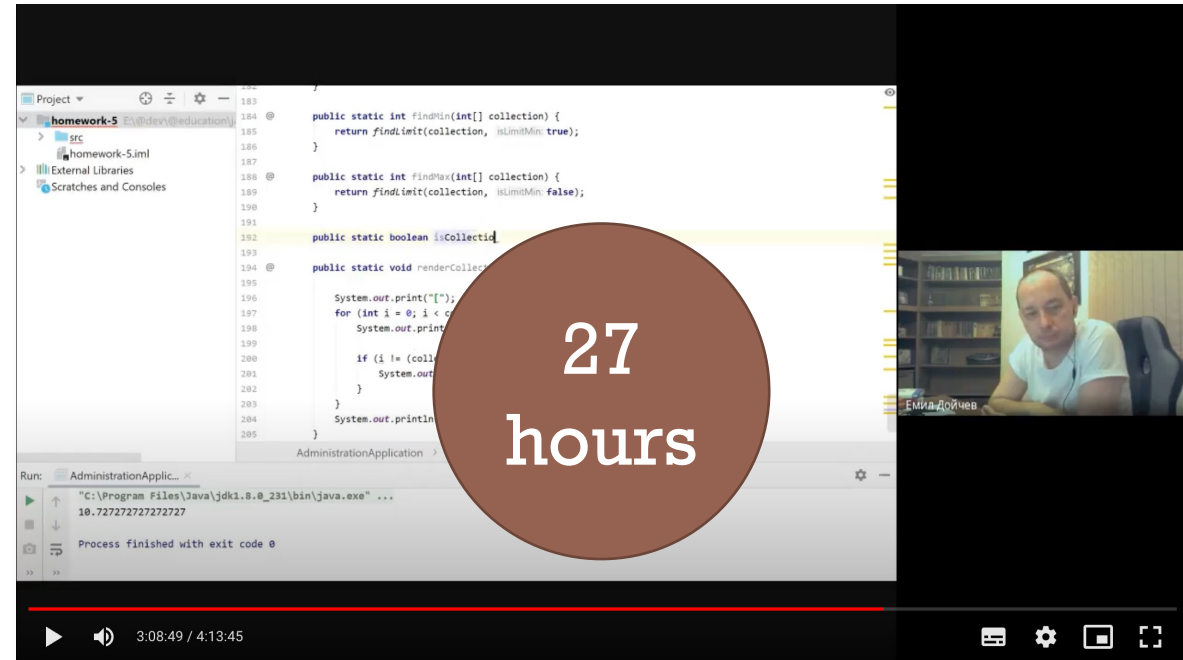 Project
homework-5 E:\@dev\@education\j
src
homework-5.iml
External Libraries
Scratches and Consoles
182 }
183
184 @ public static int findMin(int[] collection) {
185 return findLimit(collection, isLimitMin: true);
186 }
187
188 @ public static int findMax(int[] collection) {
189 return findLimit(collection, isLimitMin: false);
190 }
191
192 public static boolean isCollectio
193
194 @ public static void renderCollec
195
196 System.out.print("[");
197 for (int i = 0; i < c
198 System.out.print
199
200 if (i != (coll
201 System.out
202 }
203 }
204 System.out.println
205 }
AdministrationApplication
27
hours
Емил Дойчев
Run: AdministrationApplic...
"C:\Program Files\Java\jdk1.8.0_231\bin\java.exe" ...
10.727272727272727
Process finished with exit code 0
3:08:49 / 4:13:45